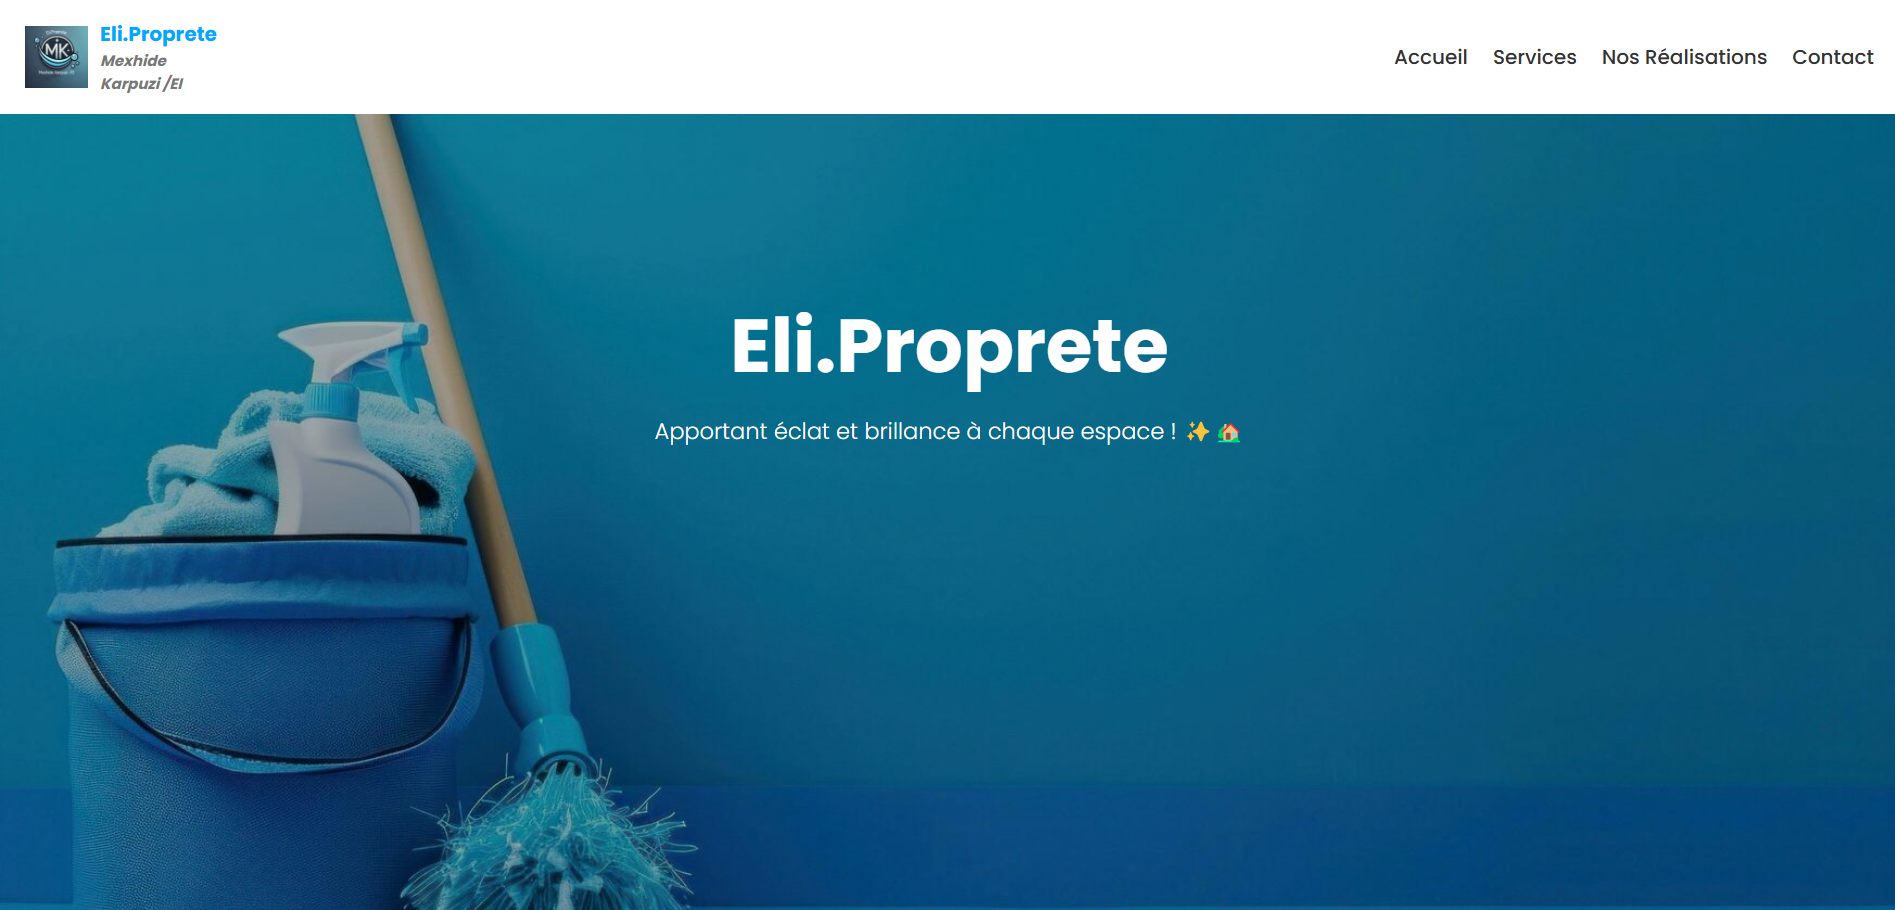 Eli.Proprete
Mexhide
Karpuzi /EI
MK
Accueil Services Nos Réalisations Contact
Eli.Proprete
Apportant éclat et brillance à chaque espace ! ✨ 🏠